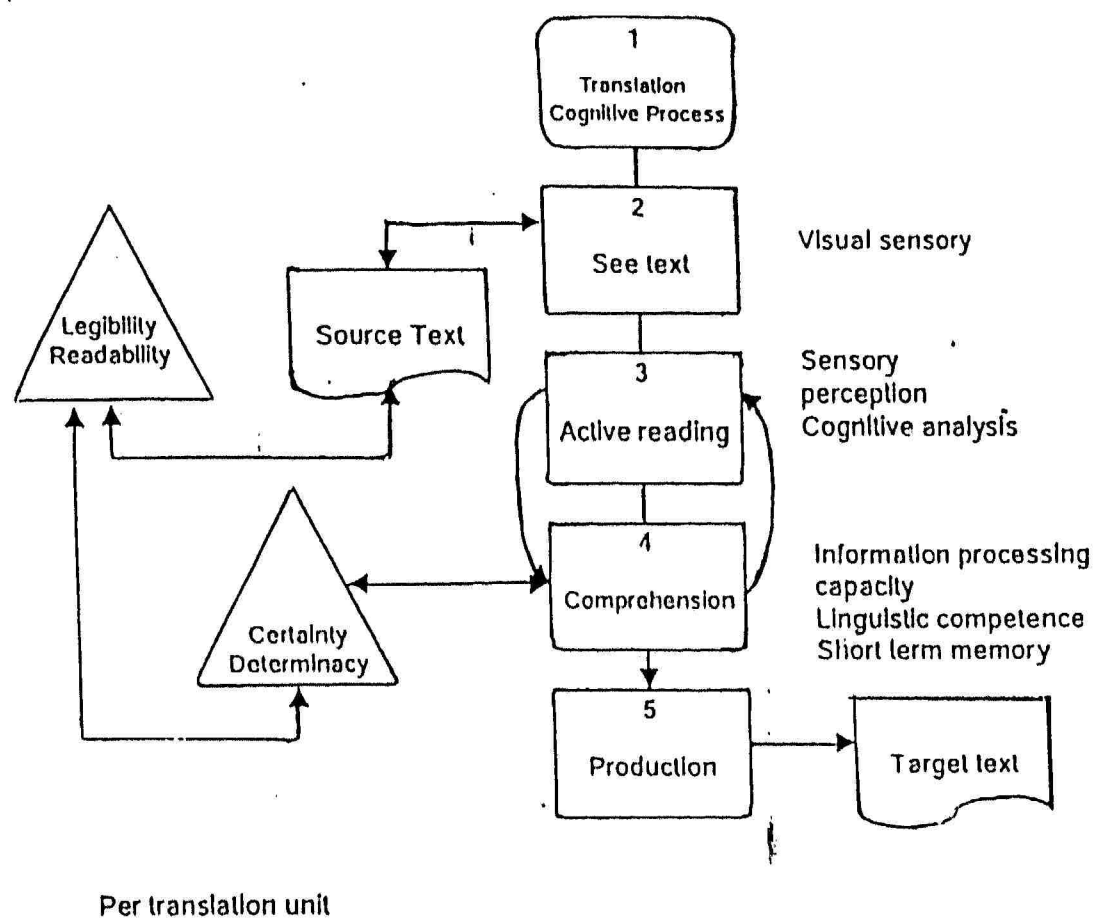 1
Translation
Cognitive Process
2
See text
Visual sensory
Source Text
Legibility
Readability
3
Active reading
Sensory
perception
Cognitive analysis
4
Comprehension
Information processing
capacity
Linguistic competence
Short term memory
Certainty
Determinacy
5
Production
Target text
Per translation unit